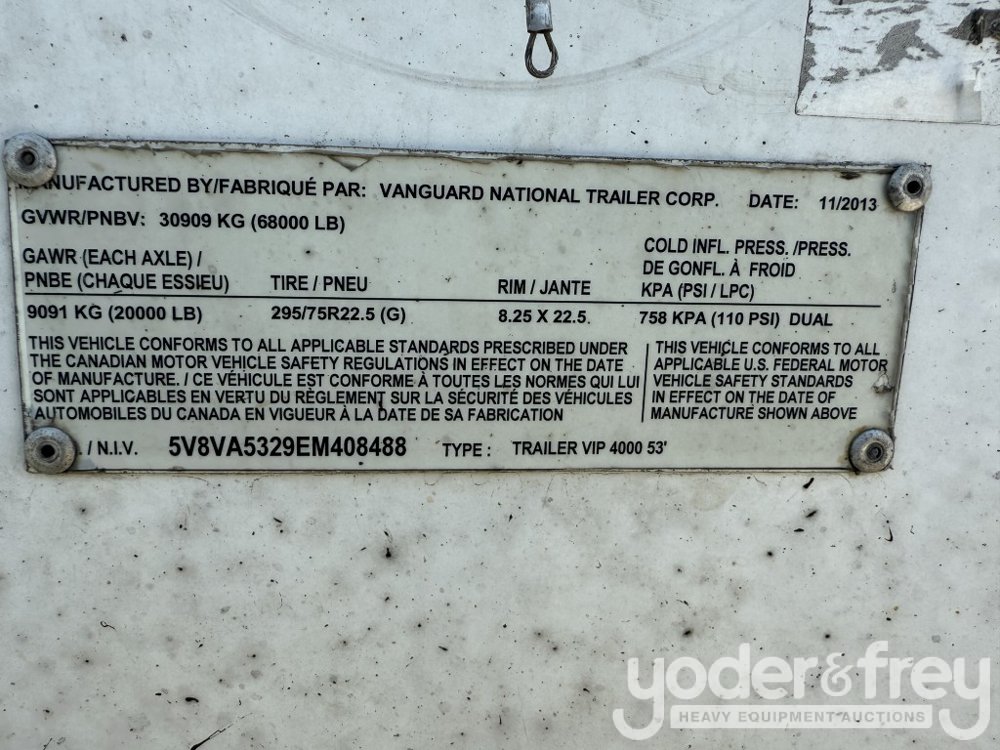 MANUFACTURED BY/FABRIQUÉ PAR: VANGUARD NATIONAL TRAILER CORP. DATE: 11/2013
GVWR/PNBV: 30909 KG (68000 LB)
GAWR (EACH AXLE) /
PNBE (CHAQUE ESSIEU) TIRE / PNEU RIM / JANTE
COLD INFL. PRESS. /PRESS.
DE GONFL. À FROID
KPA (PSI / LPC)
9091 KG (20000 LB) 295/75R22.5 (G) 8.25 X 22.5. 758 KPA (110 PSI) DUAL
THIS VEHICLE CONFORMS TO ALL APPLICABLE STANDARDS PRESCRIBED UNDER
THE CANADIAN MOTOR VEHICLE SAFETY REGULATIONS IN EFFECT ON THE DATE
OF MANUFACTURE. / CE VÉHICULE EST CONFORME À TOUTES LES NORMES QUI LUI
SONT APPLICABLES EN VERTU DU RÈGLEMENT SUR LA SÉCURITÉ DES VÉHICULES
AUTOMOBILES DU CANADA EN VIGUEUR À LA DATE DE SA FABRICATION
THIS VEHICLE CONFORMS TO ALL
APPLICABLE U.S. FEDERAL MOTOR
VEHICLE SAFETY STANDARDS
IN EFFECT ON THE DATE OF
MANUFACTURE SHOWN ABOVE
/ N.I.V. 5V8VA5329EM408488 TYPE : TRAILER VIP 4000 53'
yoder&frey
HEAVY EQUIPMENT AUCTIONS